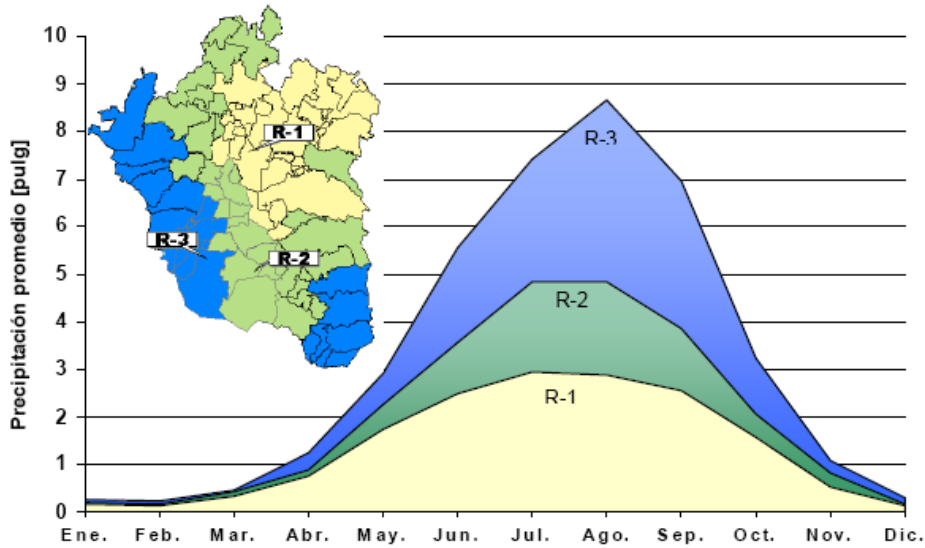 Precipitación promedio [pulg]
10
9
8
7
6
5
4
3
2
1
0
R-1
R-3
R-2
R-3
R-2
R-1
Ene. Feb. Mar. Abr. May. Jun. Jul. Ago. Sep. Oct. Nov. Dic.